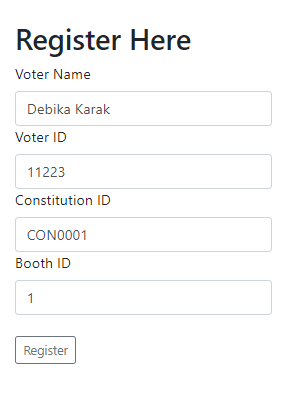 Register Here
Voter Name
Debika Karak
Voter ID
11223
Constitution ID
CON0001
Booth ID
1
Register